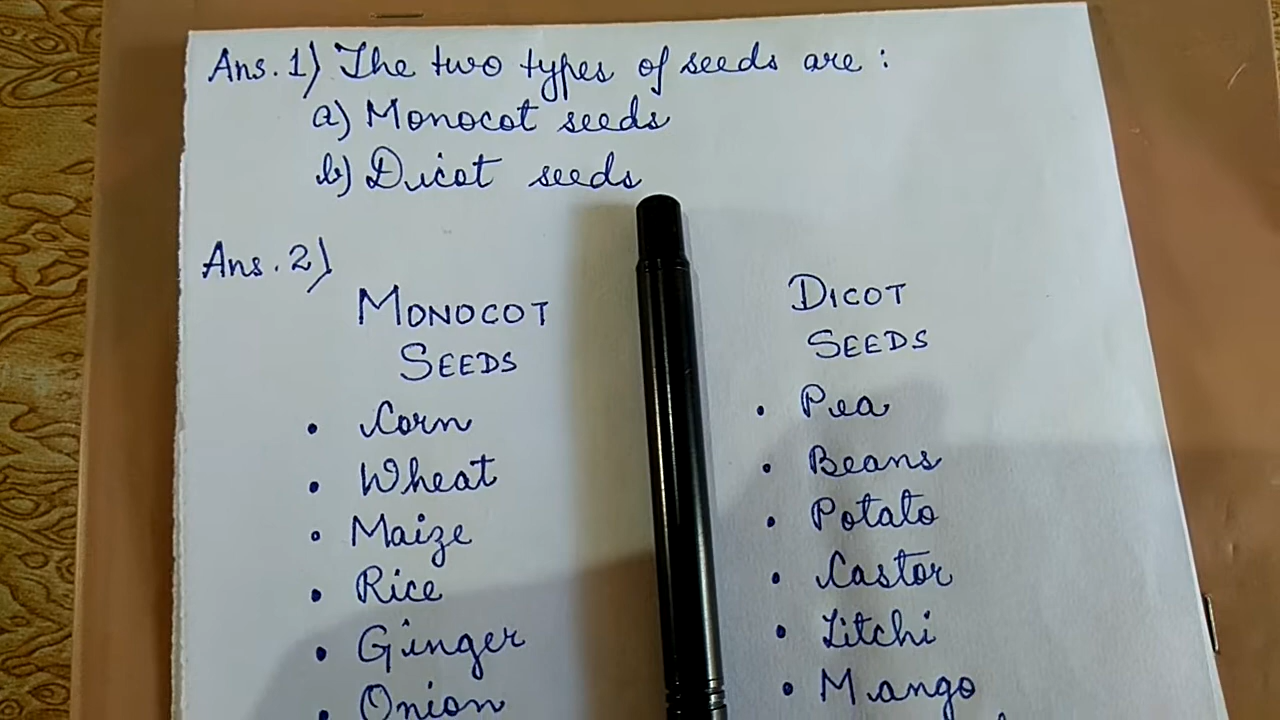 Ans. 1) The two types of seeds are :
a) Monocot seeds
b) Dicot seeds
Ans. 2)
MONOCOT
SEEDS
• Corn
• Wheat
• Maize
• Rice
• Ginger
• Onion
DICOT
SEEDS
• Pea
• Beans
• Potato
• Castor
• Litchi
• Mango